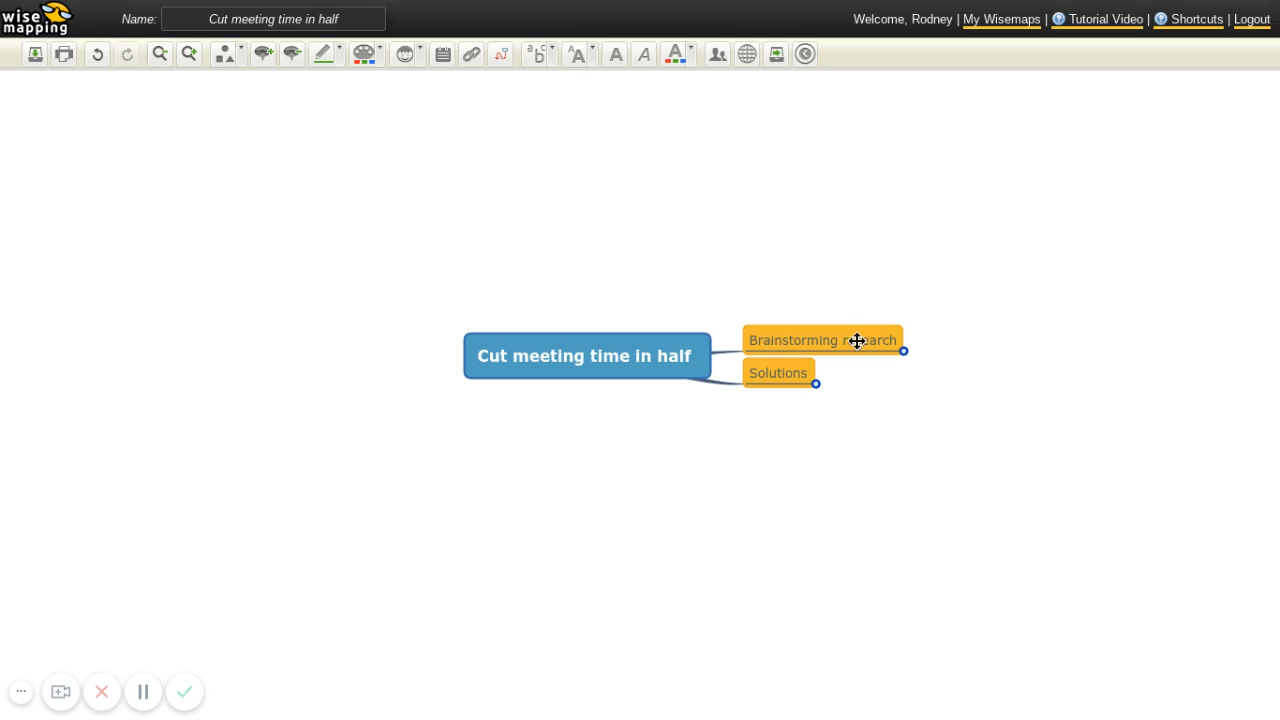 wise
mapping
Name: Cut meeting time in half
Welcome, Rodney | My Wisemaps | Tutorial Video | Shortcuts | Logout
Cut meeting time in half
Brainstorming research
Solutions